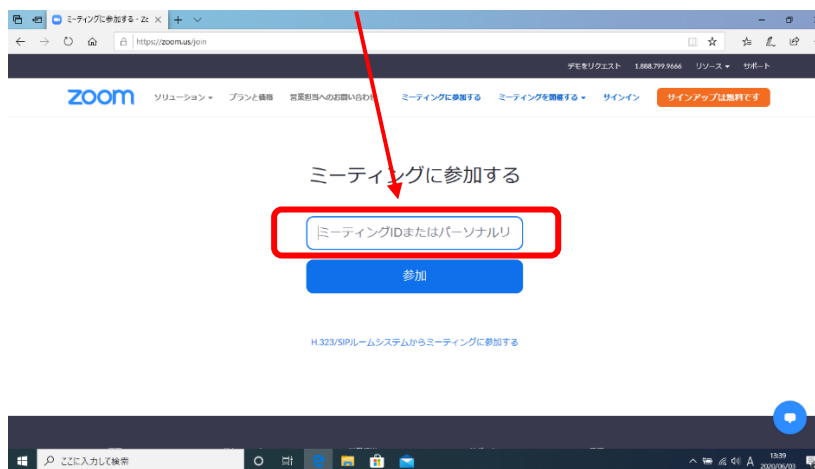 ミーティングに参加する - Zo
https://zoom.us/join
デモをリクエスト 1.888.799.9666 リソース サポート
zoom ソリューション プランと価格 営業担当へのお問い合わせ ミーティングに参加する ミーティングを開催する サインイン サインアップは無料です
ミーティングに参加する
ミーティングIDまたはパーソナルリ
参加
H.323/SIPルームシステムからミーティングに参加する
ここに入力して検索
A
13:39
2020/06/03